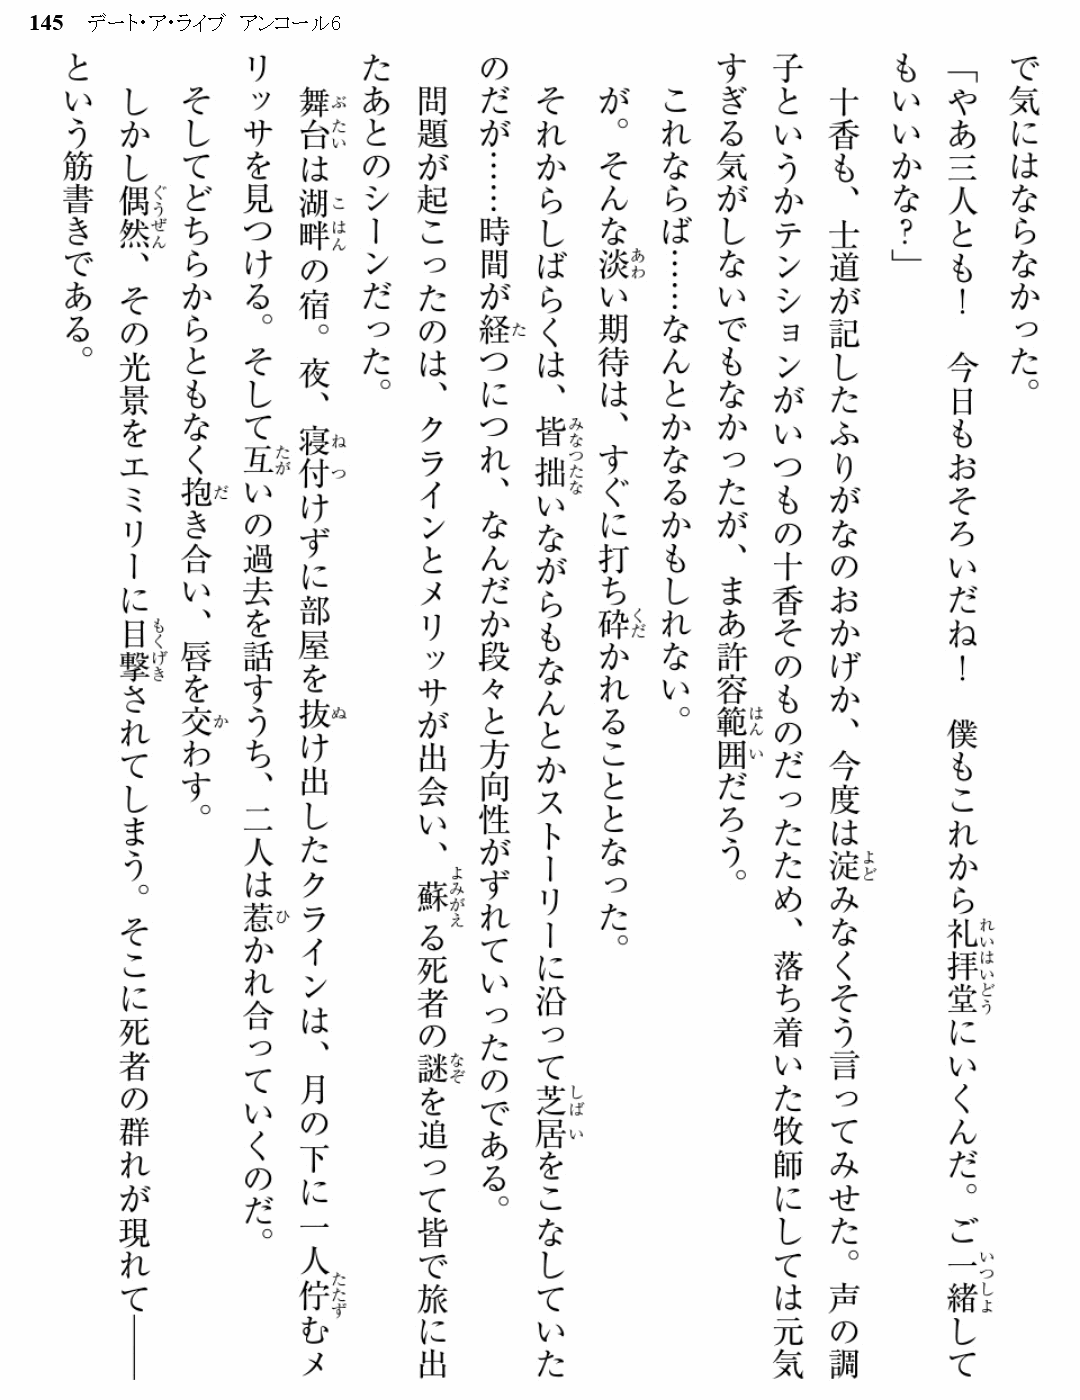 145 デート・ア・ライブ アンコール6
で気にはならなかった。
「やあ三人とも！　今日もおそろいだね！　僕もこれから礼拝堂にいくんだ。ご一緒して
もいいかな？」
十香も、士道が記したふりがなのおかげか、今度は淀みなくそう言ってみせた。声の調
子というかテンションがいつもの十香そのものだったため、落ち着いた牧師にしては元気
すぎる気がしないでもなかったが、まあ許容範囲だろう。
これならば……なんとかなるかもしれない。
が。そんな淡い期待は、すぐに打ち砕かれることとなった。
それからしばらくは、皆拙いながらもなんとかストーリーに沿って芝居をこなしていた
のだが……時間が経つにつれ、なんだか段々と方向性がずれていったのである。
問題が起こったのは、クラインとメリッサが出会い、蘇る死者の謎を追って皆で旅に出
たあとのシーンだった。
舞台は湖畔の宿。夜、寝付けずに部屋を抜け出したクラインは、月の下に一人佇むメ
リッサを見つける。そして互いの過去を話すうち、二人は惹かれ合っていくのだ。
そしてどちらからともなく抱き合い、唇を交わす。
しかし偶然、その光景をエミリーに目撃されてしまう。そこに死者の群れが現れて――
という筋書きである。